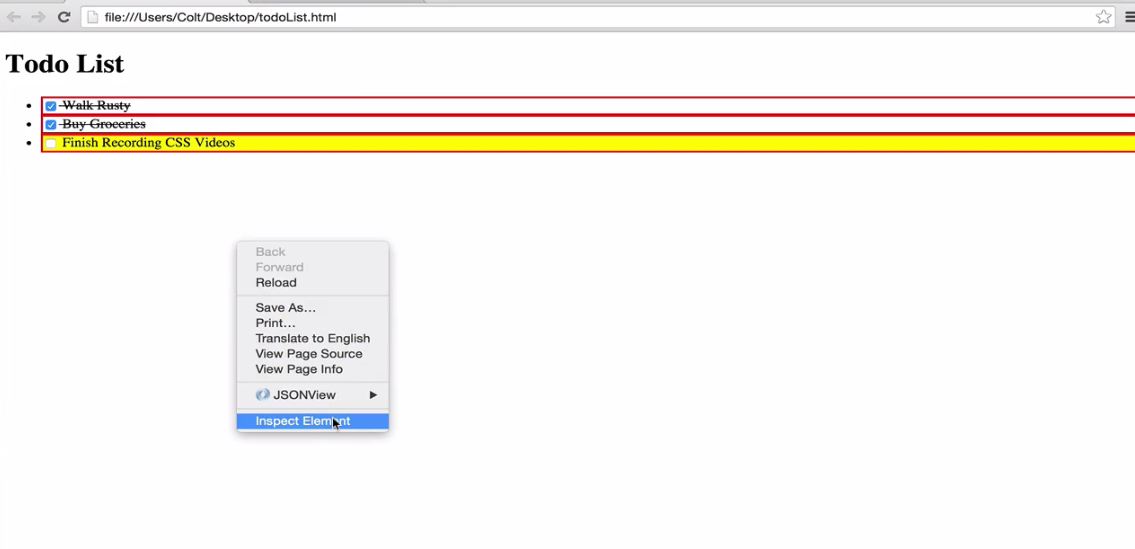 file:///Users/Colt/Desktop/todoList.html
Todo List
Walk Rusty
Buy Groceries
Finish Recording CSS Videos
Back
Forward
Reload
Save As...
Print...
Translate to English
View Page Source
View Page Info
JSONView
Inspect Element